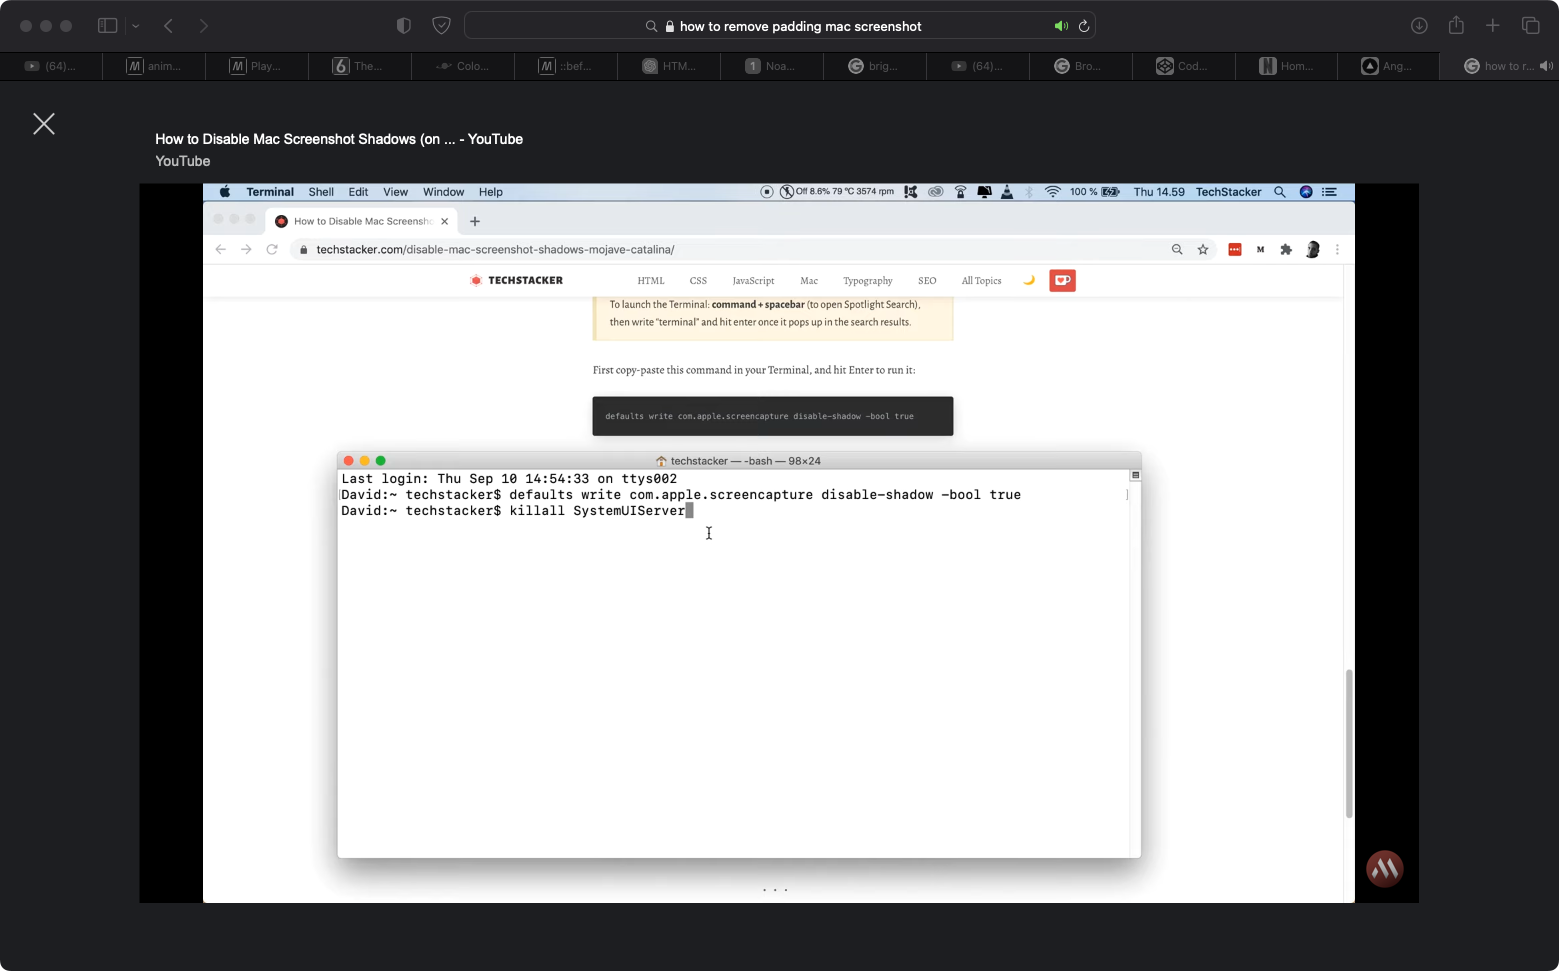 how to remove padding mac screenshot
(64)...
anim...
Play...
The...
Colo...
::bef...
HTM...
1 Noa...
brig...
(64)...
Bro...
Cod...
Hom...
Ang...
how to r...
How to Disable Mac Screenshot Shadows (on ... - YouTube
YouTube
Terminal Shell Edit View Window Help
Off 8.6% 79 °C 3574 rpm
100 %
Thu 14.59 TechStacker
How to Disable Mac Screensho
techstacker.com/disable-mac-screenshot-shadows-mojave-catalina/
TECHSTACKER
HTML CSS JavaScript Mac Typography SEO All Topics
To launch the Terminal: command + spacebar (to open Spotlight Search),
then write "terminal" and hit enter once it pops up in the search results.
First copy-paste this command in your Terminal, and hit Enter to run it:
defaults write com.apple.screencapture disable-shadow -bool true
techstacker — -bash — 98×24
Last login: Thu Sep 10 14:54:33 on ttys002
David:~ techstacker$ defaults write com.apple.screencapture disable-shadow -bool true
David:~ techstacker$ killall SystemUIServer
. . .